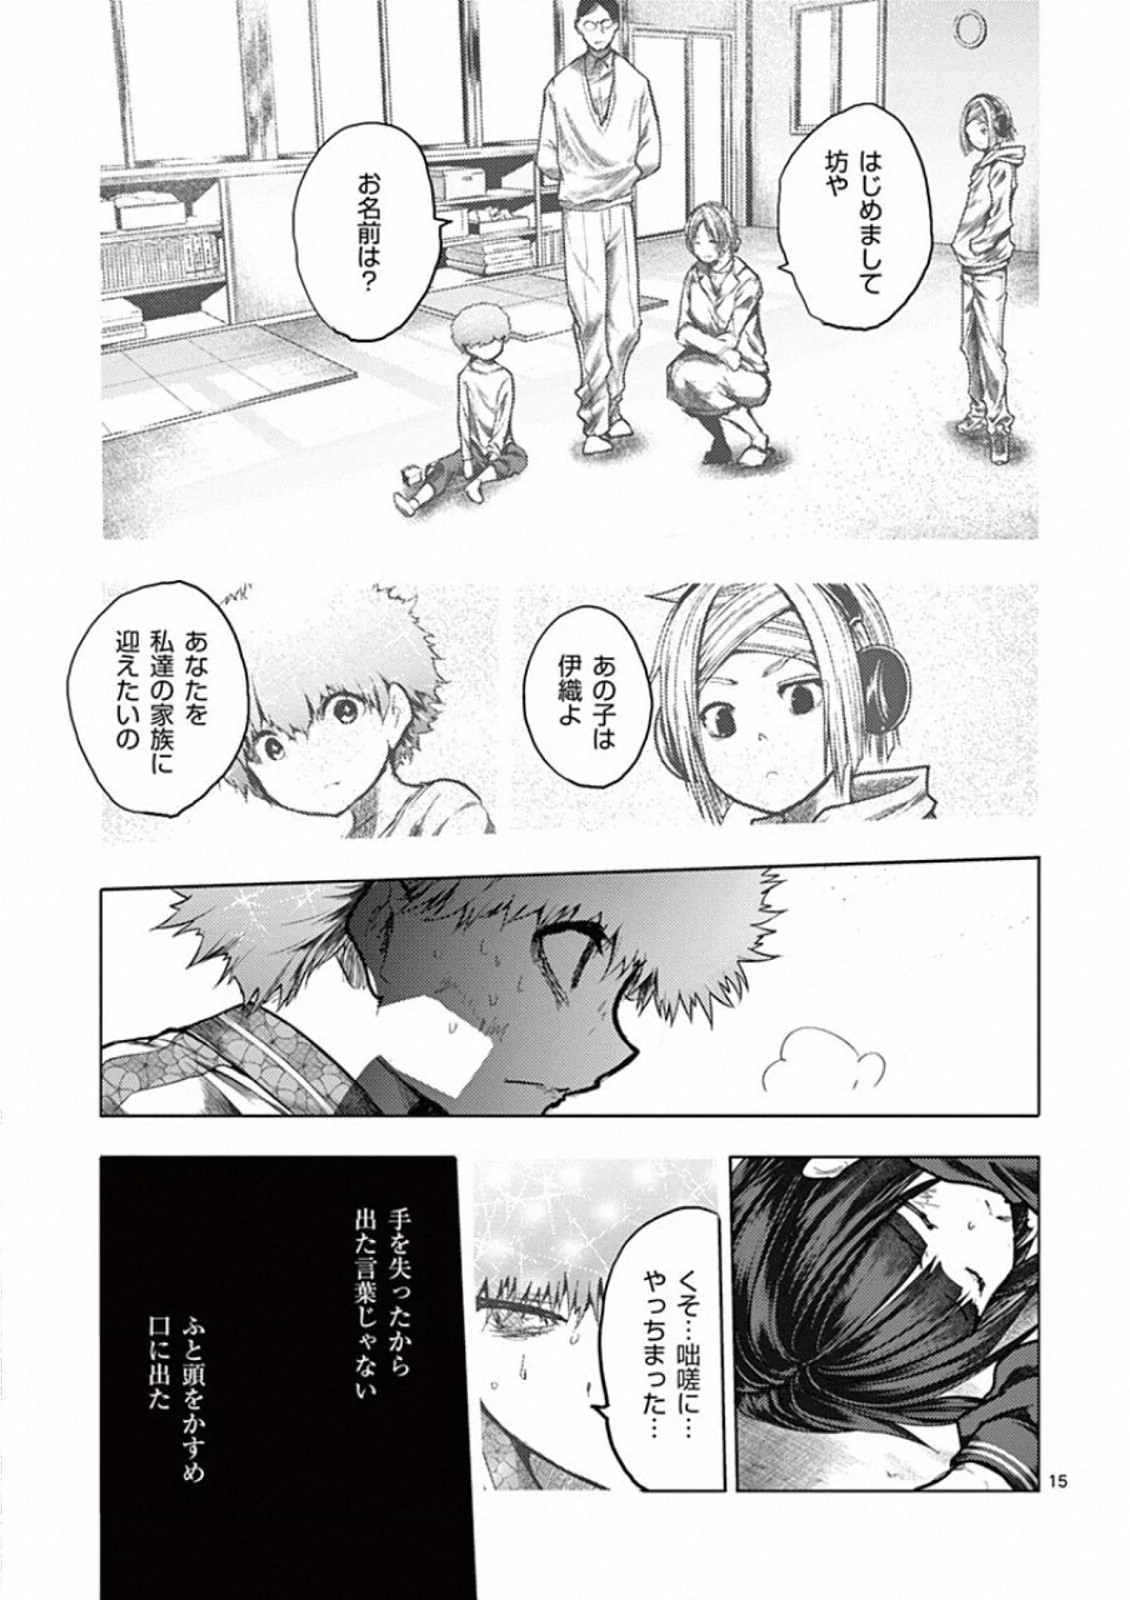 はじめまして
坊や
お名前は？
あの子は
伊織よ
あなたを
私達の家族に
迎えたいの
くそ…咄嗟に…
やっちまった…
手を失ったから
出た言葉じゃない
ふと頭をかすめ
口に出た
15